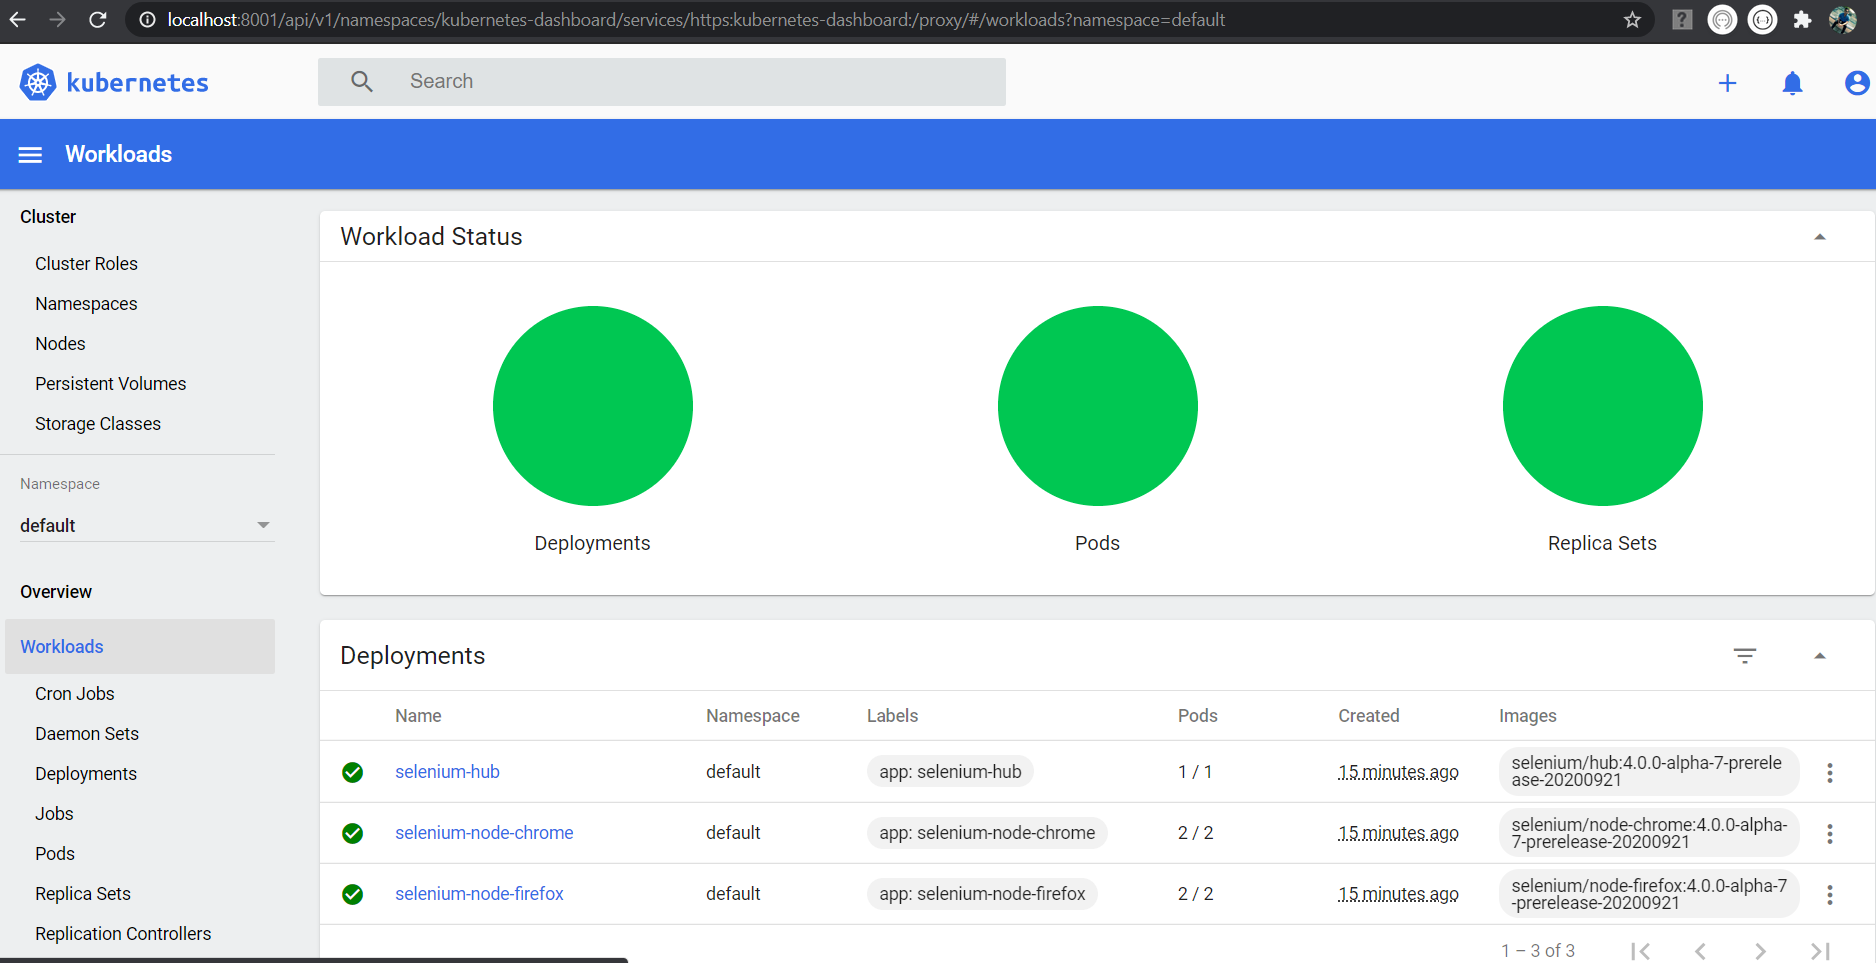 localhost:8001/api/v1/namespaces/kubernetes-dashboard/services/https:kubernetes-dashboard:/proxy/#/workloads?namespace=default
kubernetes
Search
Workloads
Cluster
Cluster Roles
Namespaces
Nodes
Persistent Volumes
Storage Classes
Namespace
default
Overview
Workloads
Cron Jobs
Daemon Sets
Deployments
Jobs
Pods
Replica Sets
Replication Controllers
Workload Status
Deployments
Pods
Replica Sets
Deployments
Name Namespace Labels Pods Created Images
selenium-hub default app: selenium-hub 1 / 1 15 minutes ago selenium/hub:4.0.0-alpha-7-prerele
ase-20200921
selenium-node-chrome default app: selenium-node-chrome 2 / 2 15 minutes ago selenium/node-chrome:4.0.0-alpha-
7-prerelease-20200921
selenium-node-firefox default app: selenium-node-firefox 2 / 2 15 minutes ago selenium/node-firefox:4.0.0-alpha-7
-prerelease-20200921
1 – 3 of 3